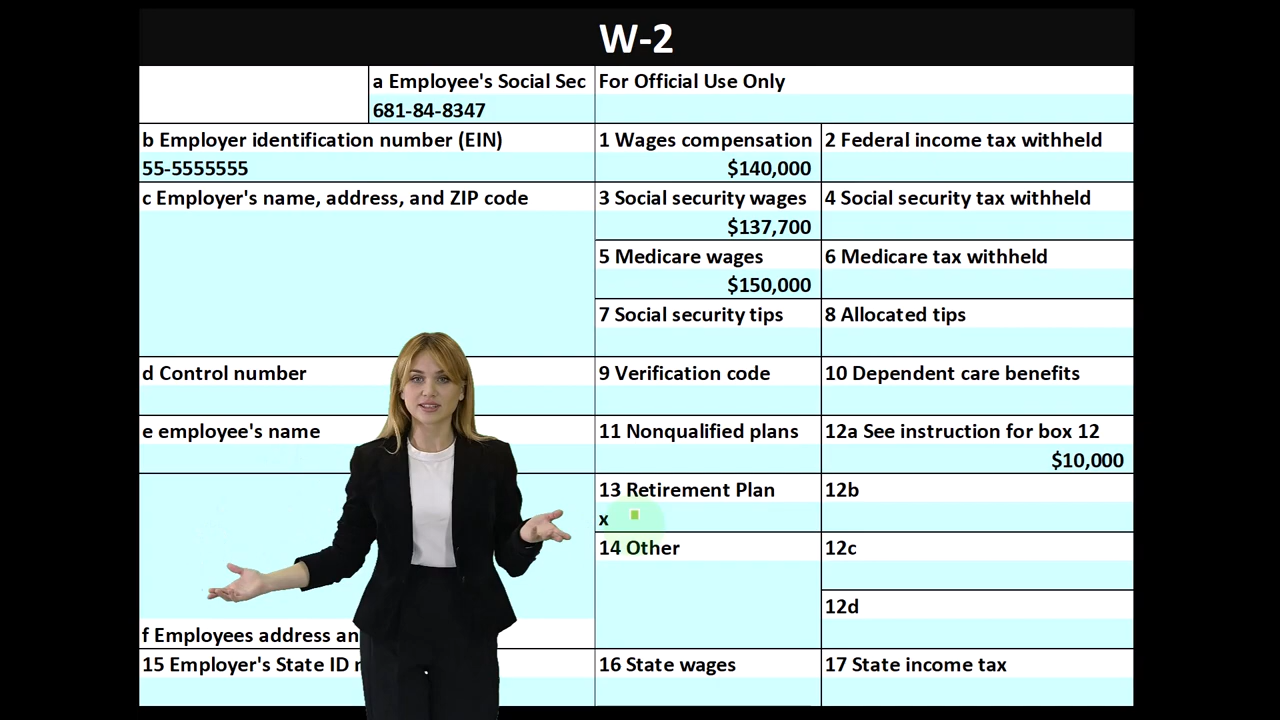 W-2
a Employee's Social Sec
For Official Use Only
681-84-8347
b Employer identification number (EIN)
1 Wages compensation
2 Federal income tax withheld
55-5555555
$140,000
c Employer's name, address, and ZIP code
3 Social security wages
4 Social security tax withheld
$137,700
5 Medicare wages
6 Medicare tax withheld
$150,000
7 Social security tips
8 Allocated tips
d Control number
9 Verification code
10 Dependent care benefits
e employee's name
11 Nonqualified plans
12a See instruction for box 12
$10,000
13 Retirement Plan
12b
x
14 Other
12c
12d
f Employees address an
15 Employer's State ID
16 State wages
17 State income tax